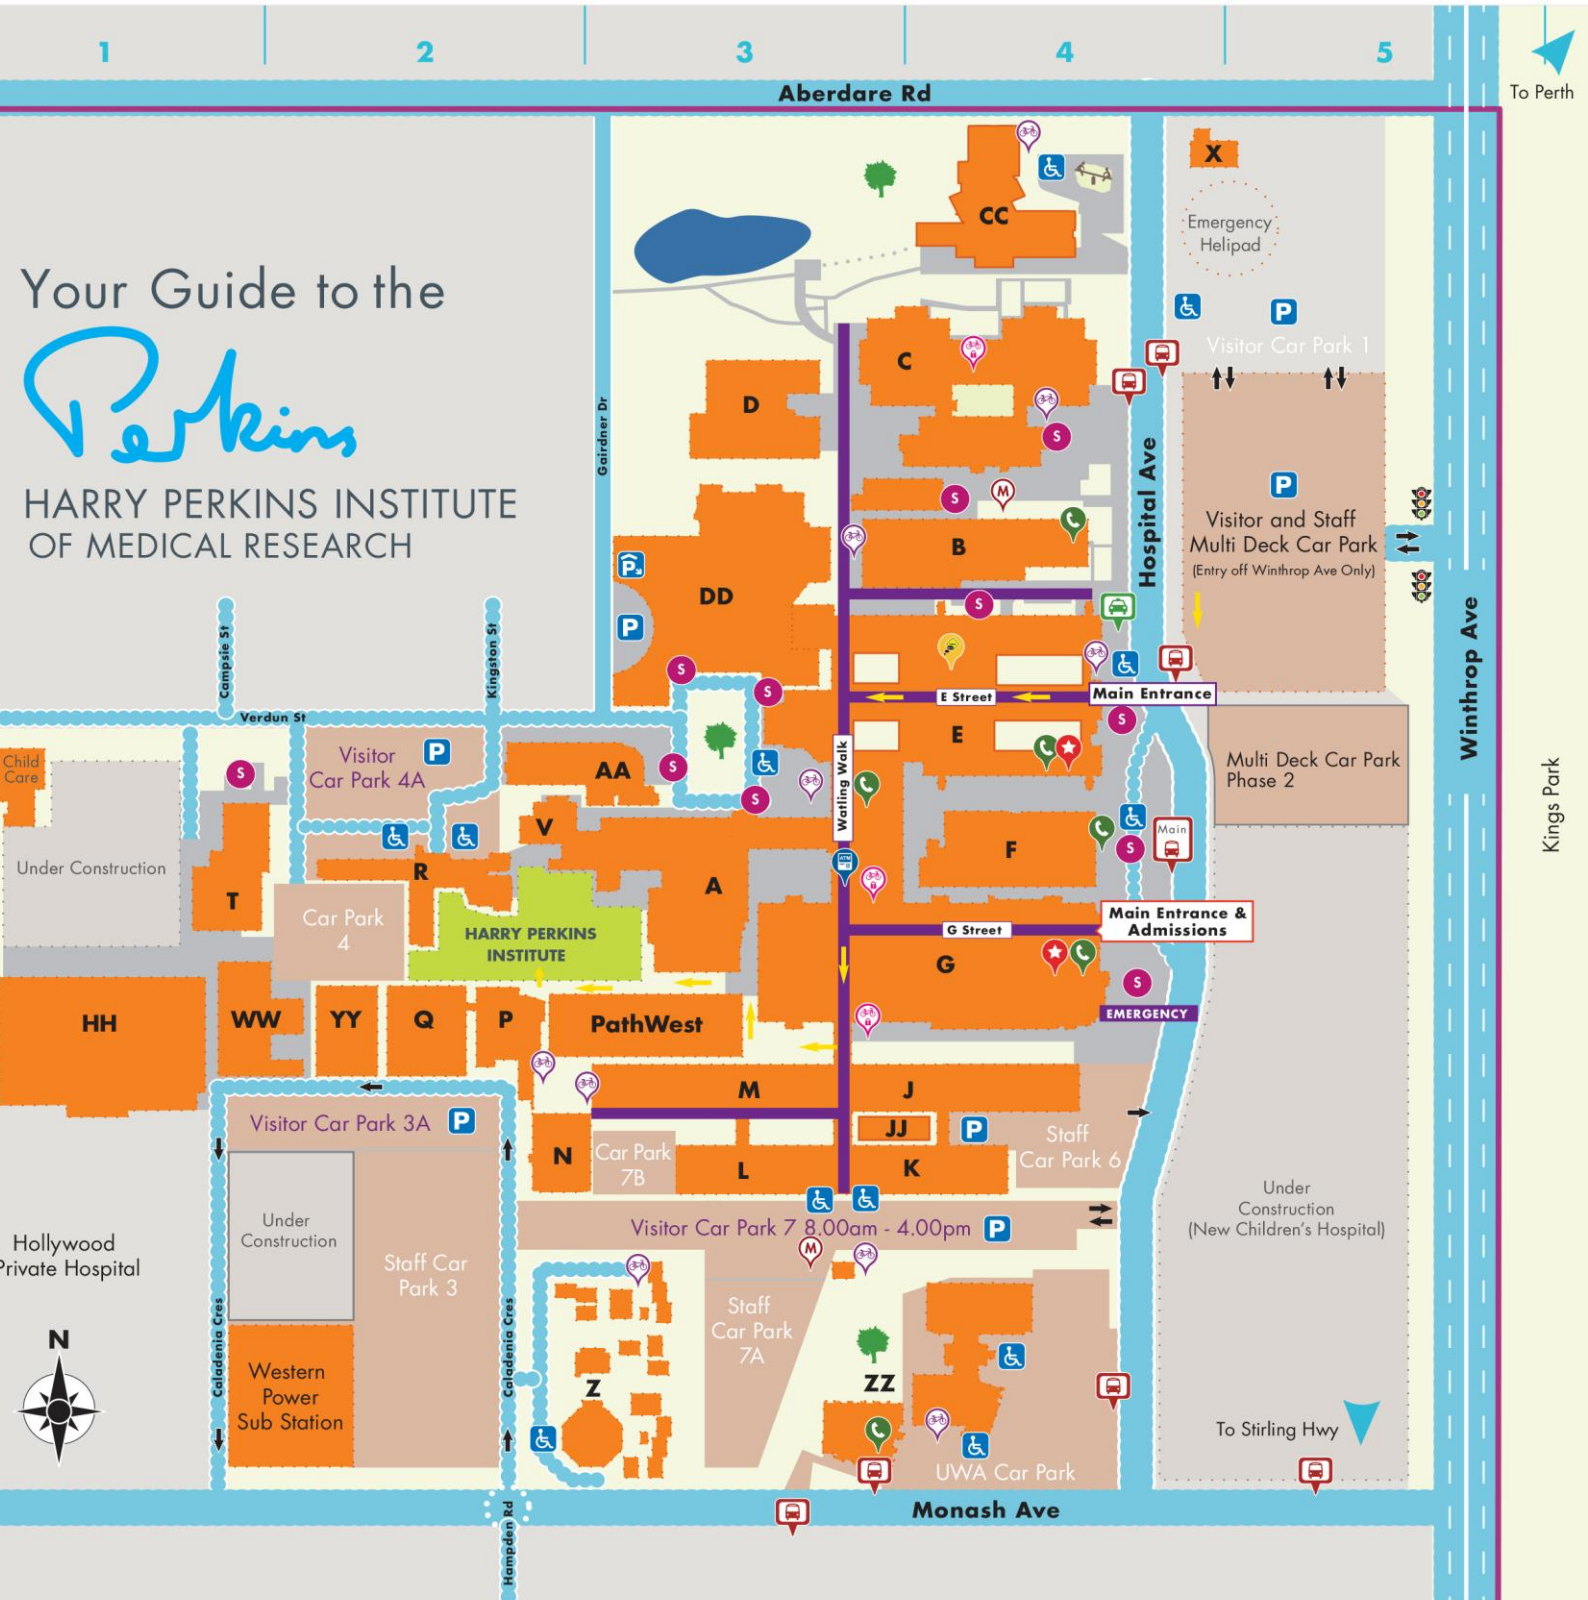 1
2
3
4
5
Aberdare Rd
To Perth
X
CC
Emergency
Helipad
Your Guide to the
Perkins
HARRY PERKINS INSTITUTE
OF MEDICAL RESEARCH
P
Visitor Car Park 1
C
D
Gairdner Dr
S
Hospital Ave
P
Visitor and Staff
Multi Deck Car Park
(Entry off Winthrop Ave Only)
S
M
B
P
DD
P
S
Campsie St
Kingston St
Winthrop Ave
S
S
E Street
Main Entrance
Verdun St
S
E
Child
Care
Visitor
Car Park 4A
P
S
AA
S
S
Watling Walk
Multi Deck Car Park
Phase 2
Kings Park
V
Under Construction
R
T
A
ATM
F
S
Main
Car Park
4
HARRY PERKINS
INSTITUTE
G Street
Main Entrance &
Admissions
G
S
EMERGENCY
HH
WW
YY
Q
P
PathWest
M
J
Visitor Car Park 3A
P
N
Car Park
7B
L
JJ
K
P
Staff
Car Park 6
Under
Construction
(New Children's Hospital)
Visitor Car Park 7 8.00am - 4.00pm
P
M
Hollywood
Private Hospital
Under
Construction
Staff Car
Park 3
Staff
Car Park
7A
N
Caladenia Cres
Western
Power
Sub Station
Caladenia Cres
Z
ZZ
To Stirling Hwy
UWA Car Park
Monash Ave
Hampden Rd